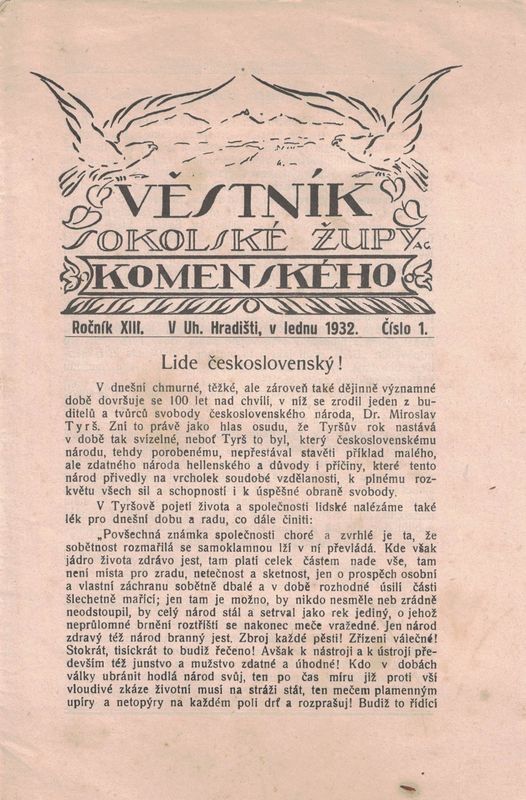 VĚSTNÍK
SOKOLSKÉ ŽUPY
KOMENSKÉHO
Ročník XIII. V Uh. Hradišti, v lednu 1932. Číslo 1.
Lide československý!
V dnešní chmurné, těžké, ale zároveň také dějinně významné
době dovršuje se 100 let nad chvílí, v níž se zrodil jeden z bu-
ditelů a tvůrců svobody československého národa, Dr. Miroslav
Tyrš. Zní to právě jako hlas osudu, že Tyršův rok nastává
v době tak svízelné, neboť Tyrš to byl, který československému
národu, tehdy porobenému, nepřestával stavěti příklad malého,
ale zdatného národa hellenského a důvody i příčiny, které tento
národ přivedly na vrcholek soudobé vzdělanosti, k plnému roz-
květu všech sil a schopností i k úspěšné obraně svobody.
V Tyršově pojetí života a společnosti lidské nalézáme také
lék pro dnešní dobu a radu, co dále činiti:
„Povšechná známka společnosti choré a zvrhlé je ta, že
sobětnost rozmařilá se samoklamnou lží v ní převládá. Kde však
jádro života zdrávo jest, tam platí celek částem nade vše, tam
není místa pro zradu, netečnost a sketnost, jen o prospěch osobní
a vlastní záchranu sobětně dbalé a v době rozhodné úsilí části
šlechetně mařící; jen tam je možno, by nikdo nesměle neb zrádně
neodstoupil, by celý národ stál a setrval jako rek jediný, o jehož
neprůlomné brnění roztříští se nakonec meče vražedné. Jen národ
zdravý též národ branný jest. Zbroj každé pěsti! Zřízení válečné!
Stokrát, tisíckrát to budiž řečeno! Avšak k nástroji a k ústrojí pře-
devším též junstvo a mužstvo zdatné a úhodné! Kdo v dobách
války ubrániti hodlá národ svůj, ten po čas míru již proti vší
vloudivé zkáze životní musí na stráži stát, ten mečem plamenným
upíry a netopýry na každém poli drť a rozprašuj! Budiž to řídící